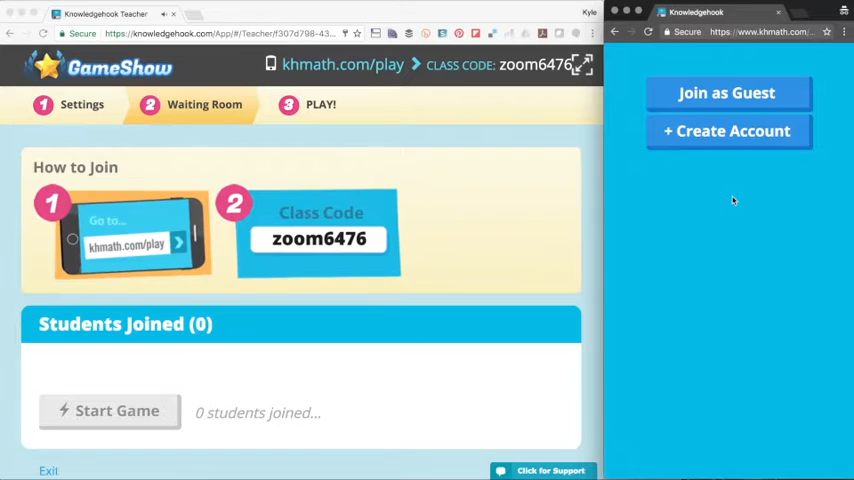 Knowledgehook Teacher
Kyle
Secure https://knowledgehook.com/App/#/Teacher/f307d798-43...
GameShow
khmath.com/play
CLASS CODE: zoom6476
1 Settings
2 Waiting Room
3 PLAY!
How to Join
1
Go to...
khmath.com/play
2
Class Code
zoom6476
Students Joined (0)
Start Game
0 students joined...
Exit
Click for Support
Knowledgehook
Secure https://www.khmath.com/...
Join as Guest
+ Create Account